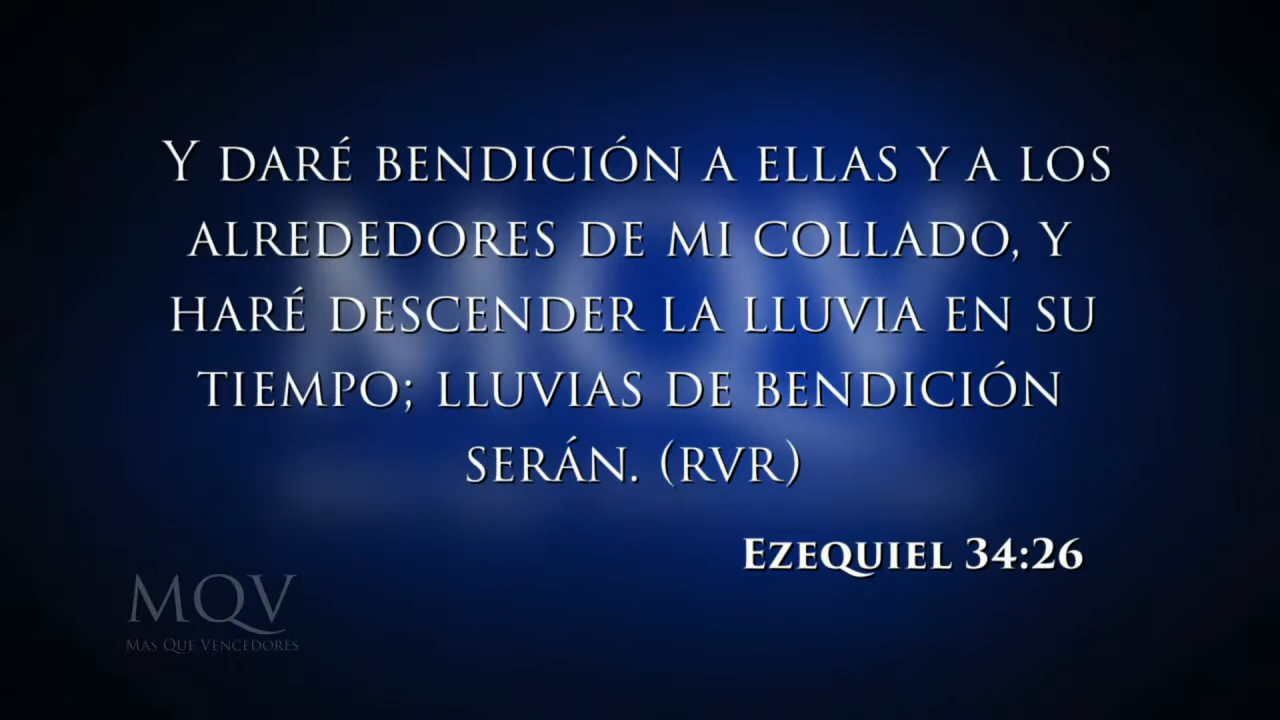 Y DARÉ BENDICIÓN A ELLAS Y A LOS
ALREDEDORES DE MI COLLADO, Y
HARÉ DESCENDER LA LLUVIA EN SU
TIEMPO; LLUVIAS DE BENDICIÓN
SERÁN. (RVR)
EZEQUIEL 34:26
MQV
MAS QUE VENCEDORES